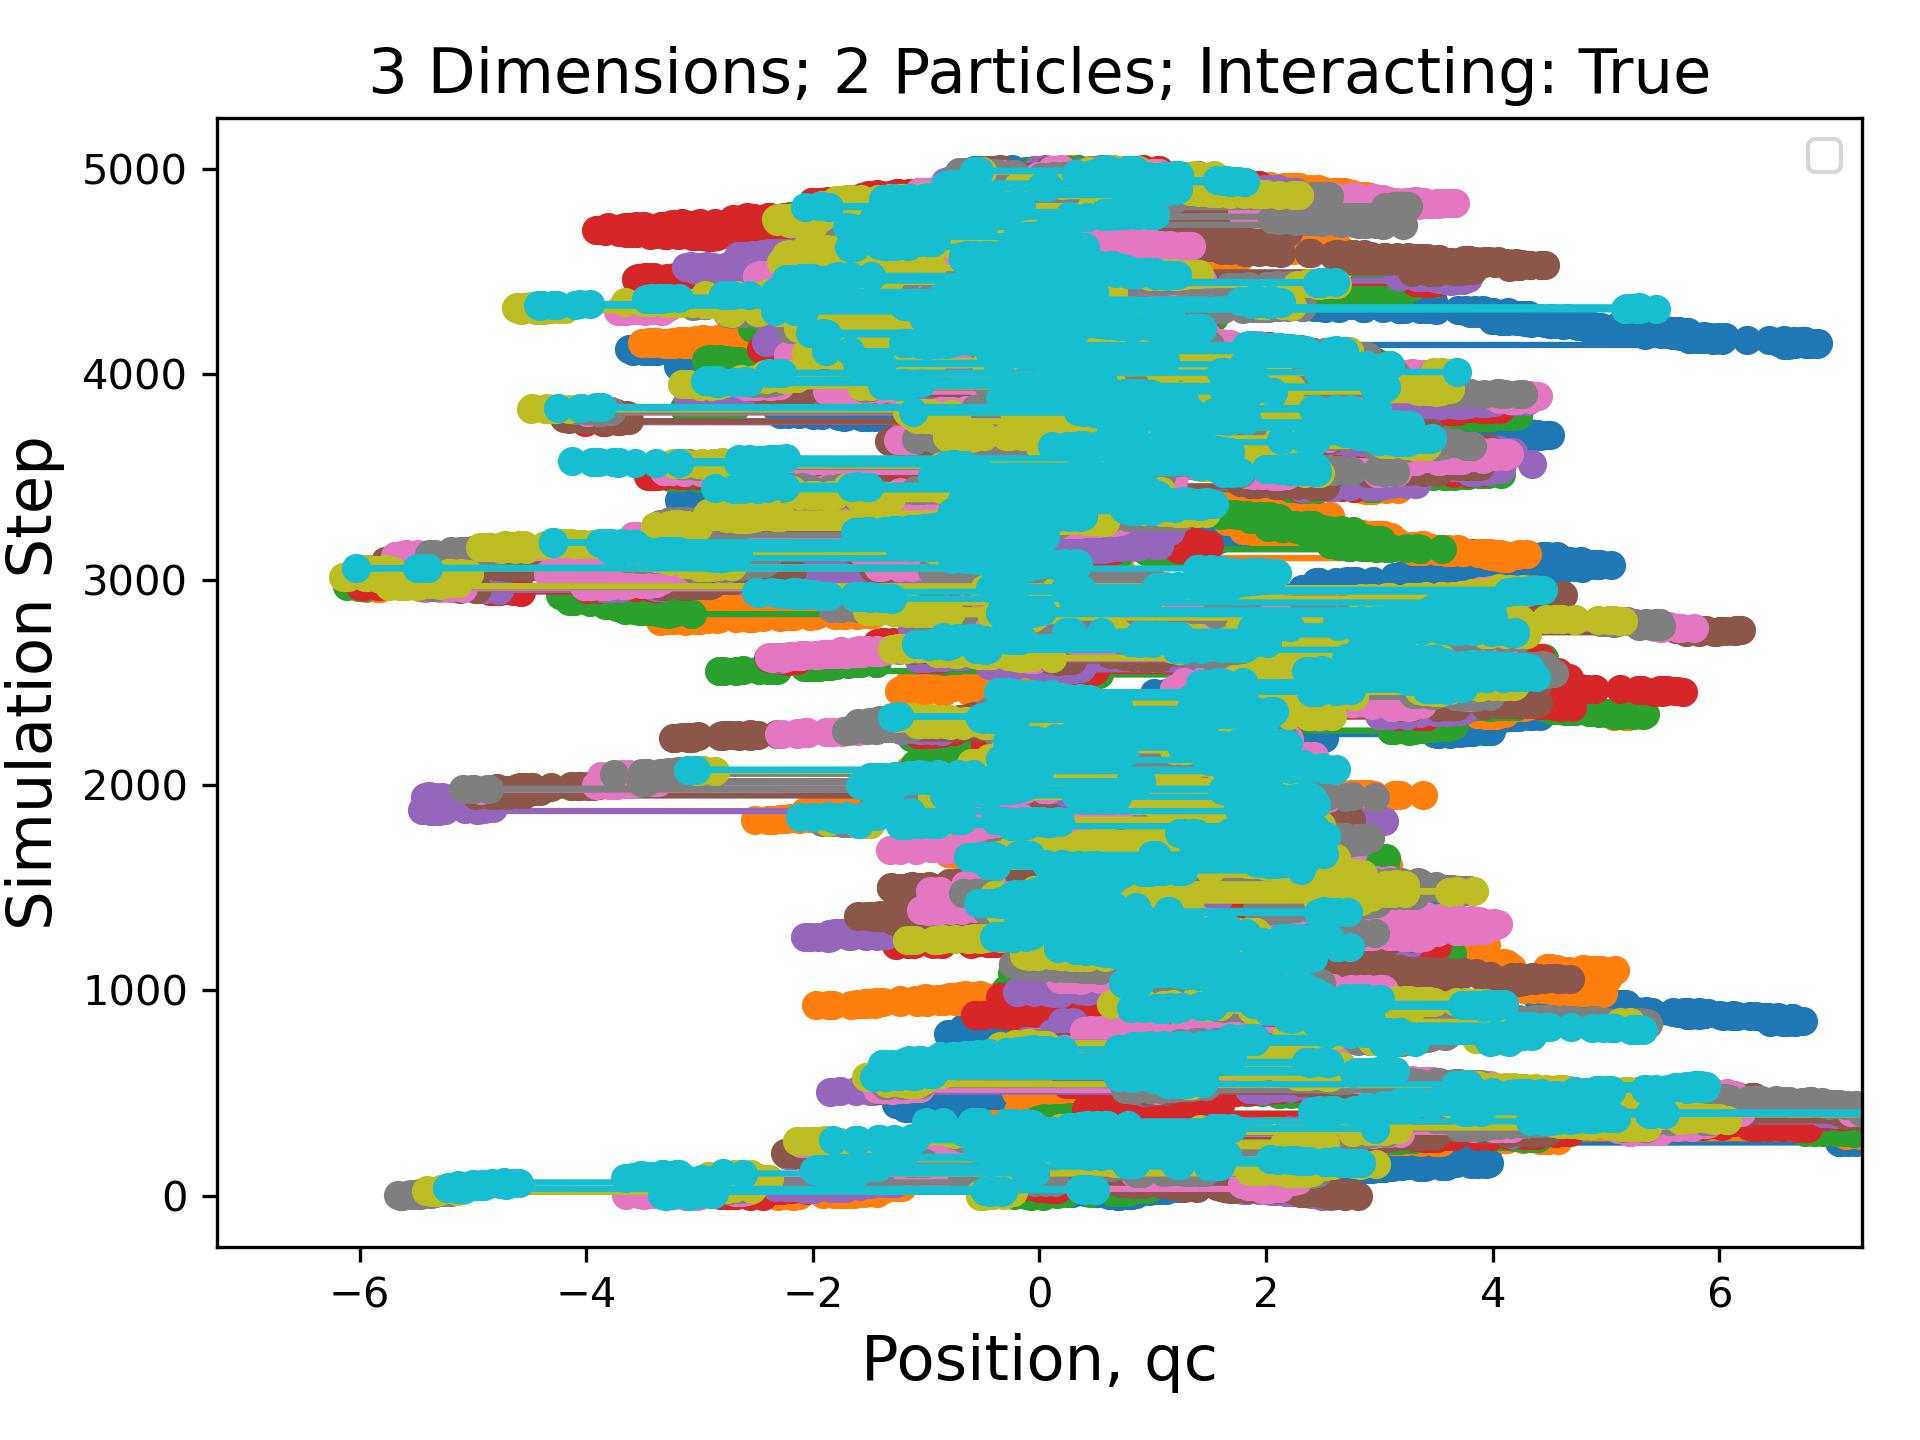 3 Dimensions; 2 Particles; Interacting: True
Simulation Step
5000
4000
3000
2000
1000
0
−6 −4 −2 0 2 4 6
Position, qc